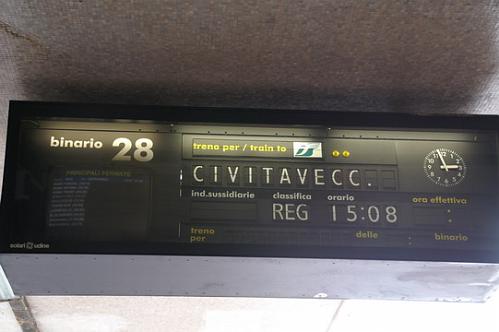 binario 28
treno per / train to
PRINCIPALI FERMATE
CIVITAVECC.
ind.sussidiarie classifica orario ora effettiva
REG 15:08
treno per delle binario
solari udine